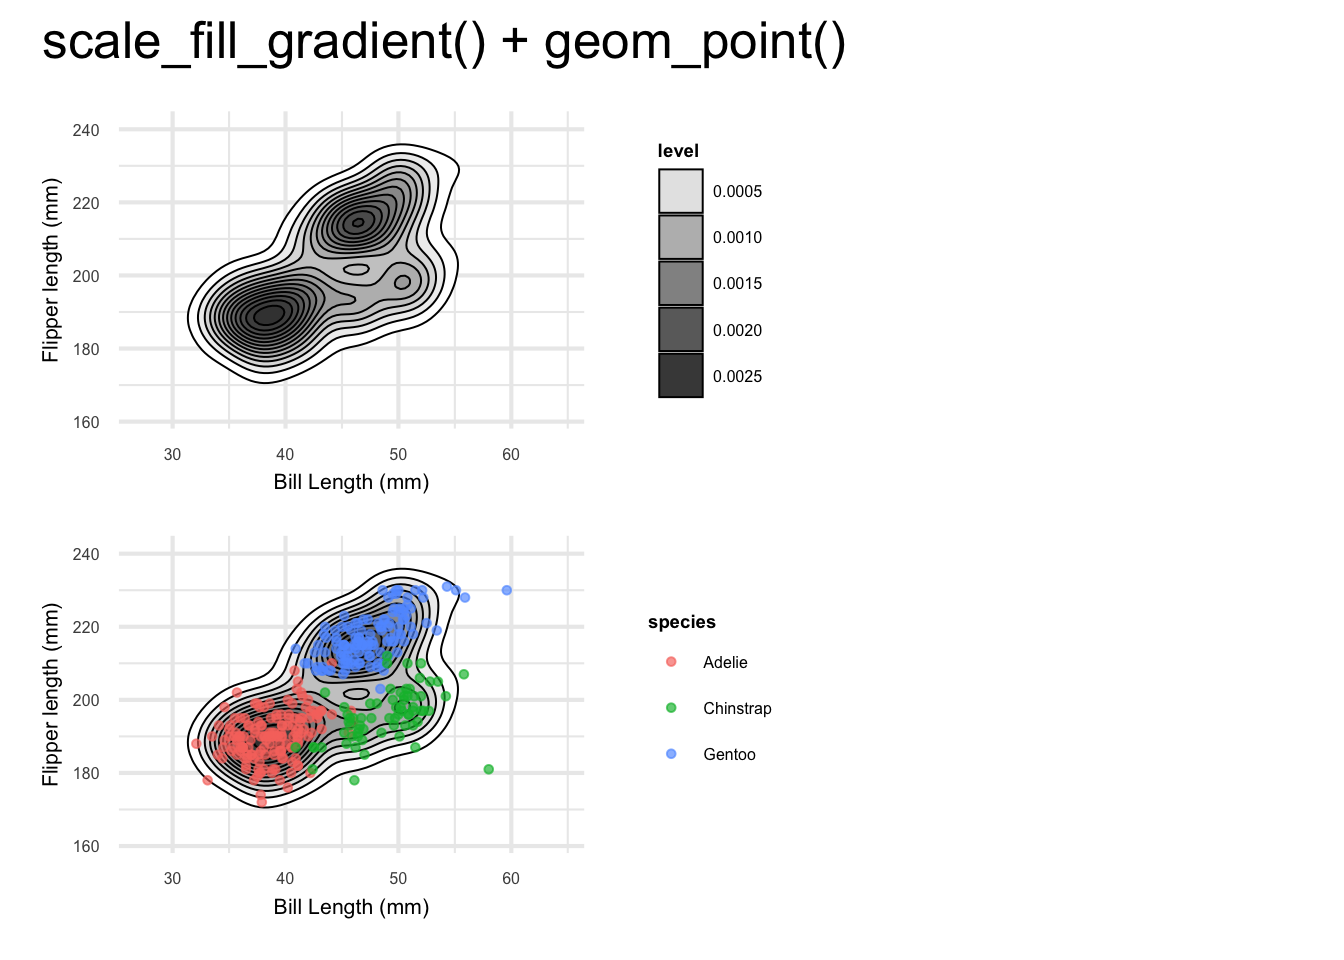 scale_fill_gradient() + geom_point()
240
220
200
180
160
Flipper length (mm)
30 40 50 60
Bill Length (mm)
level
0.0005
0.0010
0.0015
0.0020
0.0025
240
220
200
180
160
Flipper length (mm)
30 40 50 60
Bill Length (mm)
species
Adelie
Chinstrap
Gentoo